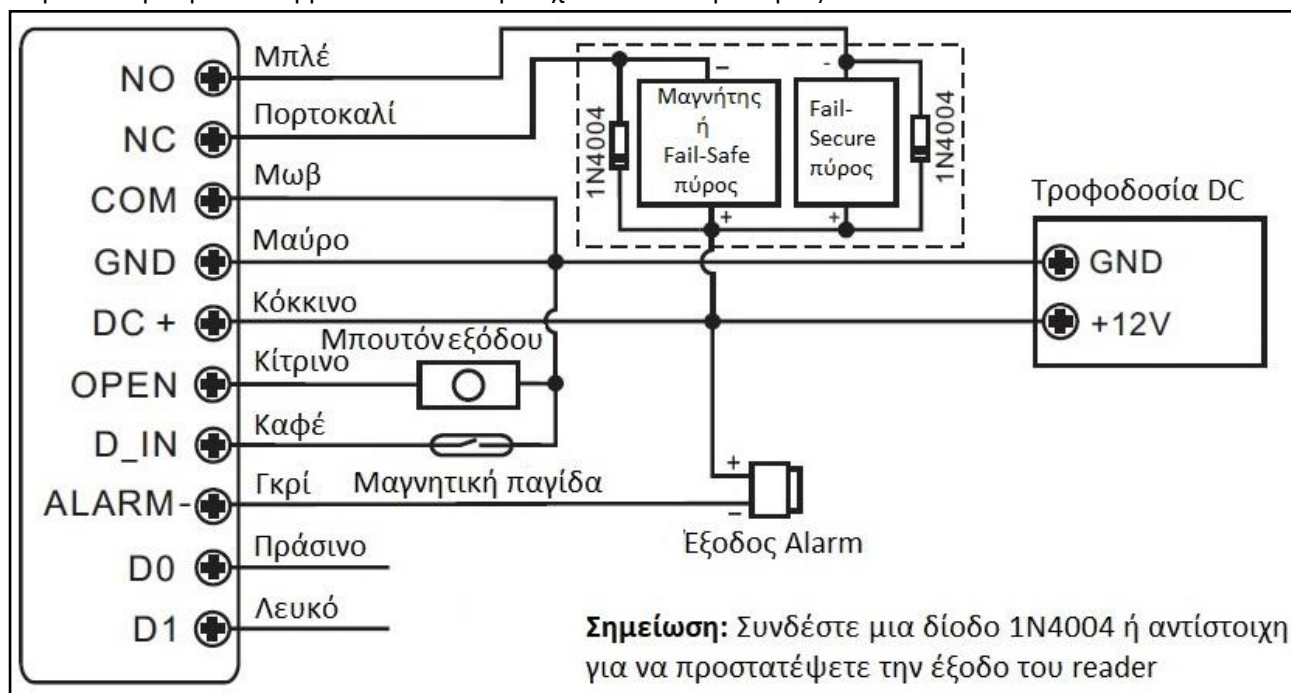 NO Μπλέ
NC Πορτοκαλί
COM Μωβ
GND Μαύρο
DC + Κόκκινο
OPEN Κίτρινο
Μπουτόν εξόδου
D_IN Καφέ
Μαγνητική παγίδα
ALARM- Γκρί
D0 Πράσινο
D1 Λευκό
1N4004
−
Μαγνήτης
ή
Fail-Safe
πύρος
+
-
Fail-
Secure
πύρος
+
1N4004
Τροφοδοσία DC
GND
+12V
+
−
Έξοδος Alarm
Σημείωση: Συνδέστε μια δίοδο 1N4004 ή αντίστοιχη
για να προστατέψετε την έξοδο του reader